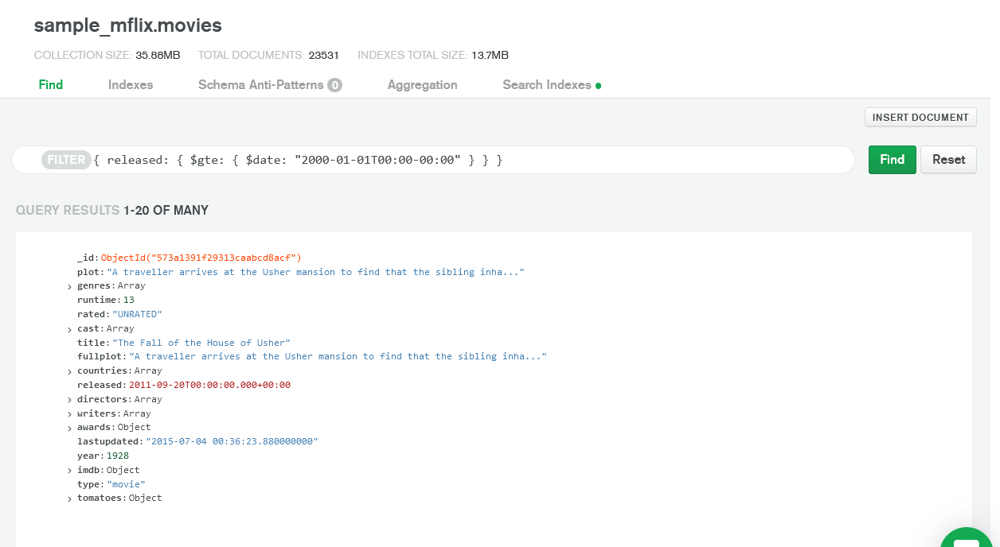 sample_mflix.movies
COLLECTION SIZE: 35.88MB TOTAL DOCUMENTS: 23531 INDEXES TOTAL SIZE: 13.7MB
Find Indexes Schema Anti-Patterns 0 Aggregation Search Indexes
INSERT DOCUMENT
FILTER { released: { $gte: { $date: "2000-01-01T00:00-00:00" } } } Find Reset
QUERY RESULTS 1-20 OF MANY
_id: ObjectId("573a1391f29313caabcd8acf")
plot: "A traveller arrives at the Usher mansion to find that the sibling inha..."
genres: Array
runtime: 13
rated: "UNRATED"
cast: Array
title: "The Fall of the House of Usher"
fullplot: "A traveller arrives at the Usher mansion to find that the sibling inha..."
countries: Array
released: 2011-09-20T00:00:00.000+00:00
directors: Array
writers: Array
awards: Object
lastupdated: "2015-07-04 00:36:23.880000000"
year: 1928
imdb: Object
type: "movie"
tomatoes: Object